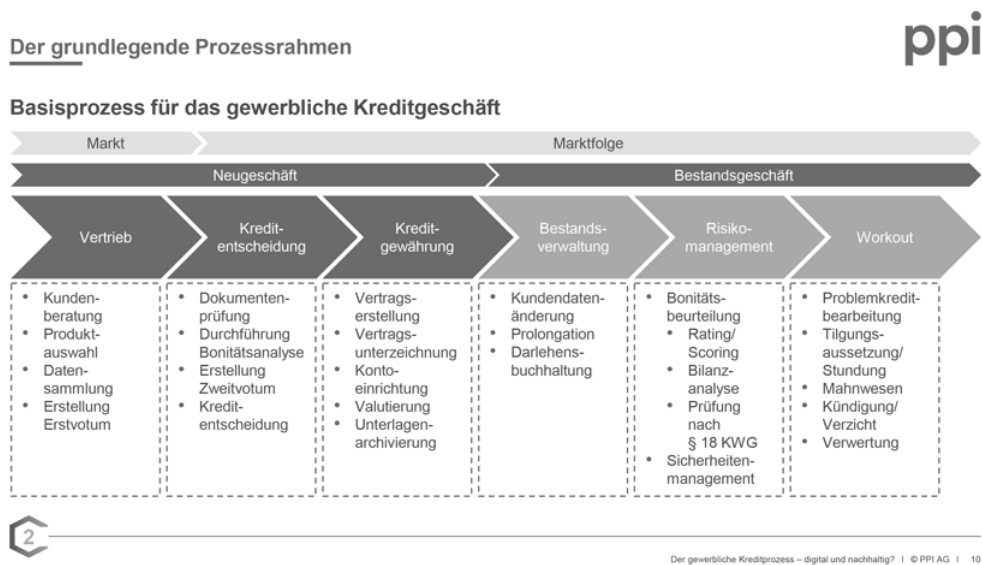 Der grundlegende Prozessrahmen
ppi
Basisprozess für das gewerbliche Kreditgeschäft
Markt
Marktfolge
Neugeschäft
Bestandsgeschäft
Vertrieb
Kredit-
entscheidung
Kredit-
gewährung
Bestands-
verwaltung
Risiko-
management
Workout
• Kunden-
beratung
• Produkt-
auswahl
• Daten-
sammlung
• Erstellung
Erstvotum
• Dokumenten-
prüfung
• Durchführung
Bonitätsanalyse
• Erstellung
Zweitvotum
• Kredit-
entscheidung
• Vertrags-
erstellung
• Vertrags-
unterzeichnung
• Konto-
einrichtung
• Valutierung
• Unterlagen-
archivierung
• Kundendaten-
änderung
• Prolongation
• Darlehens-
buchhaltung
• Bonitäts-
beurteilung
• Rating/
Scoring
• Bilanz-
analyse
• Prüfung
nach
§ 18 KWG
• Sicherheiten-
management
• Problemkredit-
bearbeitung
• Tilgungs-
aussetzung/
Stundung
• Mahnwesen
• Kündigung/
Verzicht
• Verwertung
2
Der gewerbliche Kreditprozess – digital und nachhaltig? I © PPI AG I 10